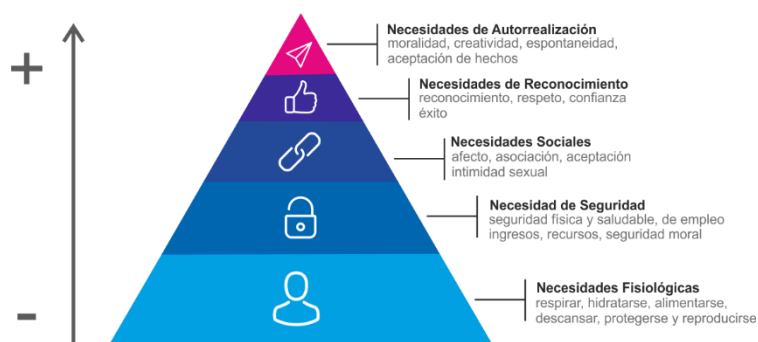 +
Necesidades de Autorrealización
moralidad, creatividad, espontaneidad,
aceptación de hechos
Necesidades de Reconocimiento
reconocimiento, respeto, confianza
éxito
Necesidades Sociales
afecto, asociación, aceptación
intimidad sexual
Necesidad de Seguridad
seguridad física y saludable, de empleo
ingresos, recursos, seguridad moral
Necesidades Fisiológicas
respirar, hidratarse, alimentarse,
descansar, protegerse y reproducirse
-